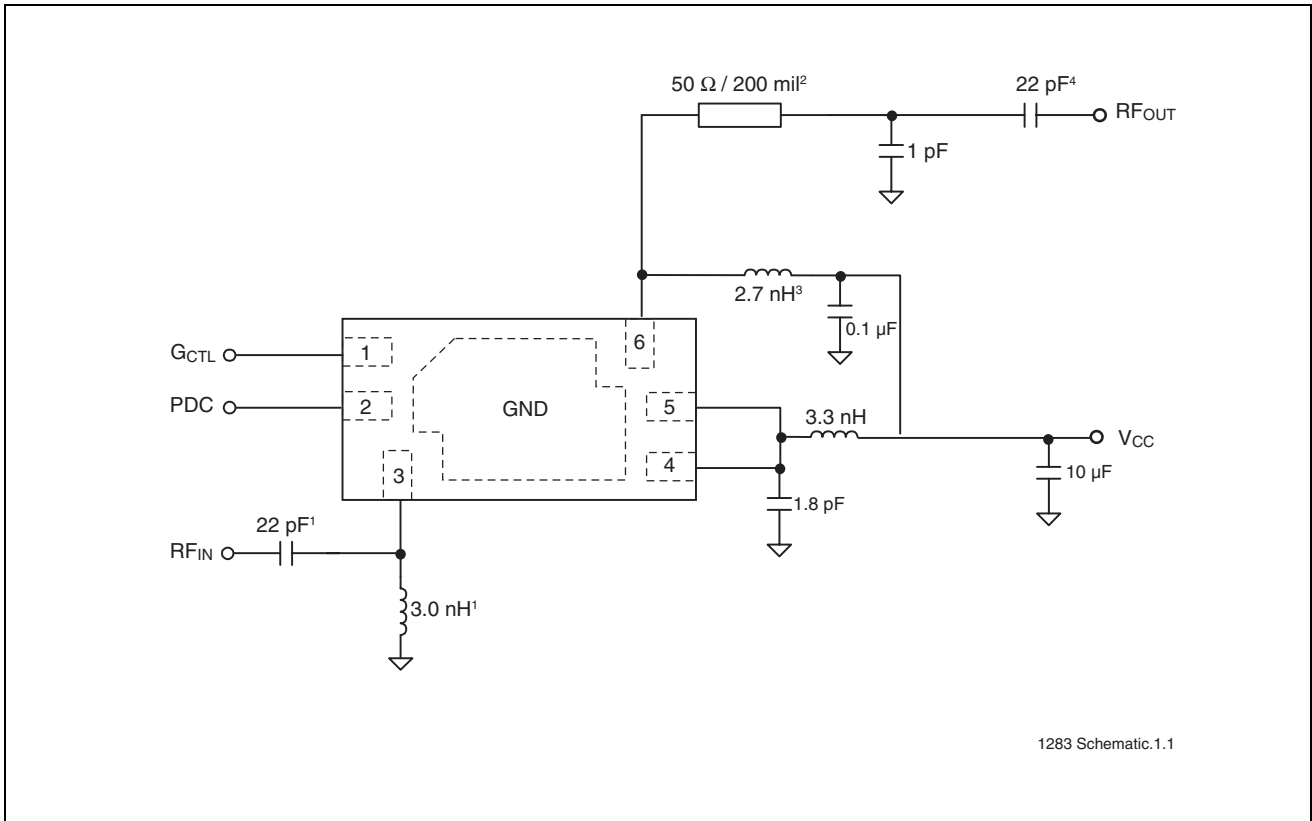 50 Ω / 200 mil²
22 pF⁴
RFOUT
1 pF
2.7 nH³
0.1 µF
6
GCTL
1
PDC
2
GND
5
3.3 nH
VCC
4
10 µF
3
1.8 pF
22 pF¹
RFIN
3.0 nH¹
1283 Schematic.1.1